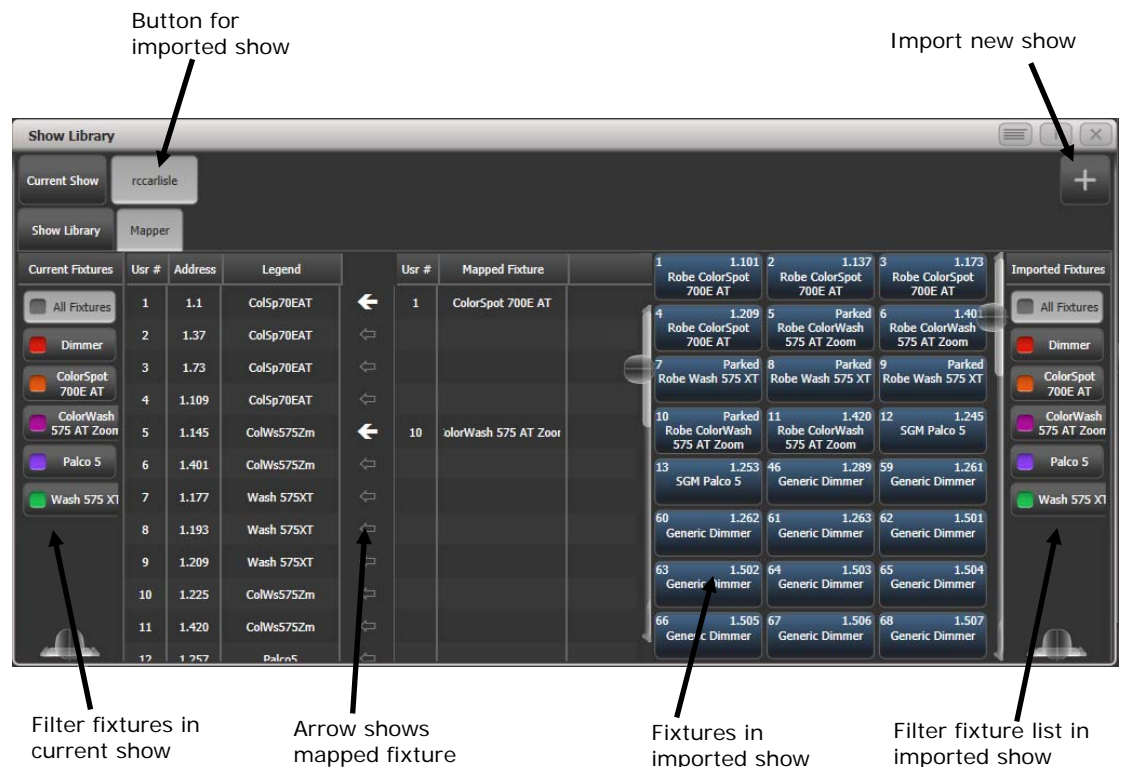 Button for
imported show
Import new show
Show Library
Current Show
rccarlisle
Show Library
Mapper
Current Fixtures
Usr #
Address
Legend
Usr #
Mapped Fixture
Imported Fixtures
All Fixtures
Dimmer
ColorSpot
700E AT
ColorWash
575 AT Zoom
Palco 5
Wash 575 XT
1 1.1 ColSp70EAT 1 ColorSpot 700E AT
2 1.37 ColSp70EAT
3 1.73 ColSp70EAT
4 1.109 ColSp70EAT
5 1.145 ColWs575Zm 10 olorWash 575 AT Zoor
6 1.401 ColWs575Zm
7 1.177 Wash 575XT
8 1.193 Wash 575XT
9 1.209 Wash 575XT
10 1.225 ColWs575Zm
11 1.420 ColWs575Zm
12 1.257 Palco5
1 1.101
Robe ColorSpot
700E AT
2 1.137
Robe ColorSpot
700E AT
3 1.173
Robe ColorSpot
700E AT
4 1.209
Robe ColorSpot
700E AT
5 Parked
Robe ColorWash
575 AT Zoom
6 1.401
Robe ColorWash
575 AT Zoom
7 Parked
Robe Wash 575 XT
8 Parked
Robe Wash 575 XT
9 Parked
Robe Wash 575 XT
10 Parked
Robe ColorWash
575 AT Zoom
11 1.420
Robe ColorWash
575 AT Zoom
12 1.245
SGM Palco 5
13 1.253
SGM Palco 5
46 1.289
Generic Dimmer
59 1.261
Generic Dimmer
60 1.262
Generic Dimmer
61 1.263
Generic Dimmer
62 1.501
Generic Dimmer
63 1.502
Generic Dimmer
64 1.503
Generic Dimmer
65 1.504
Generic Dimmer
66 1.505
Generic Dimmer
67 1.506
Generic Dimmer
68 1.507
Generic Dimmer
All Fixtures
Dimmer
ColorSpot
700E AT
ColorWash
575 AT Zoom
Palco 5
Wash 575 XT
Filter fixtures in
current show
Arrow shows
mapped fixture
Fixtures in
imported show
Filter fixture list in
imported show